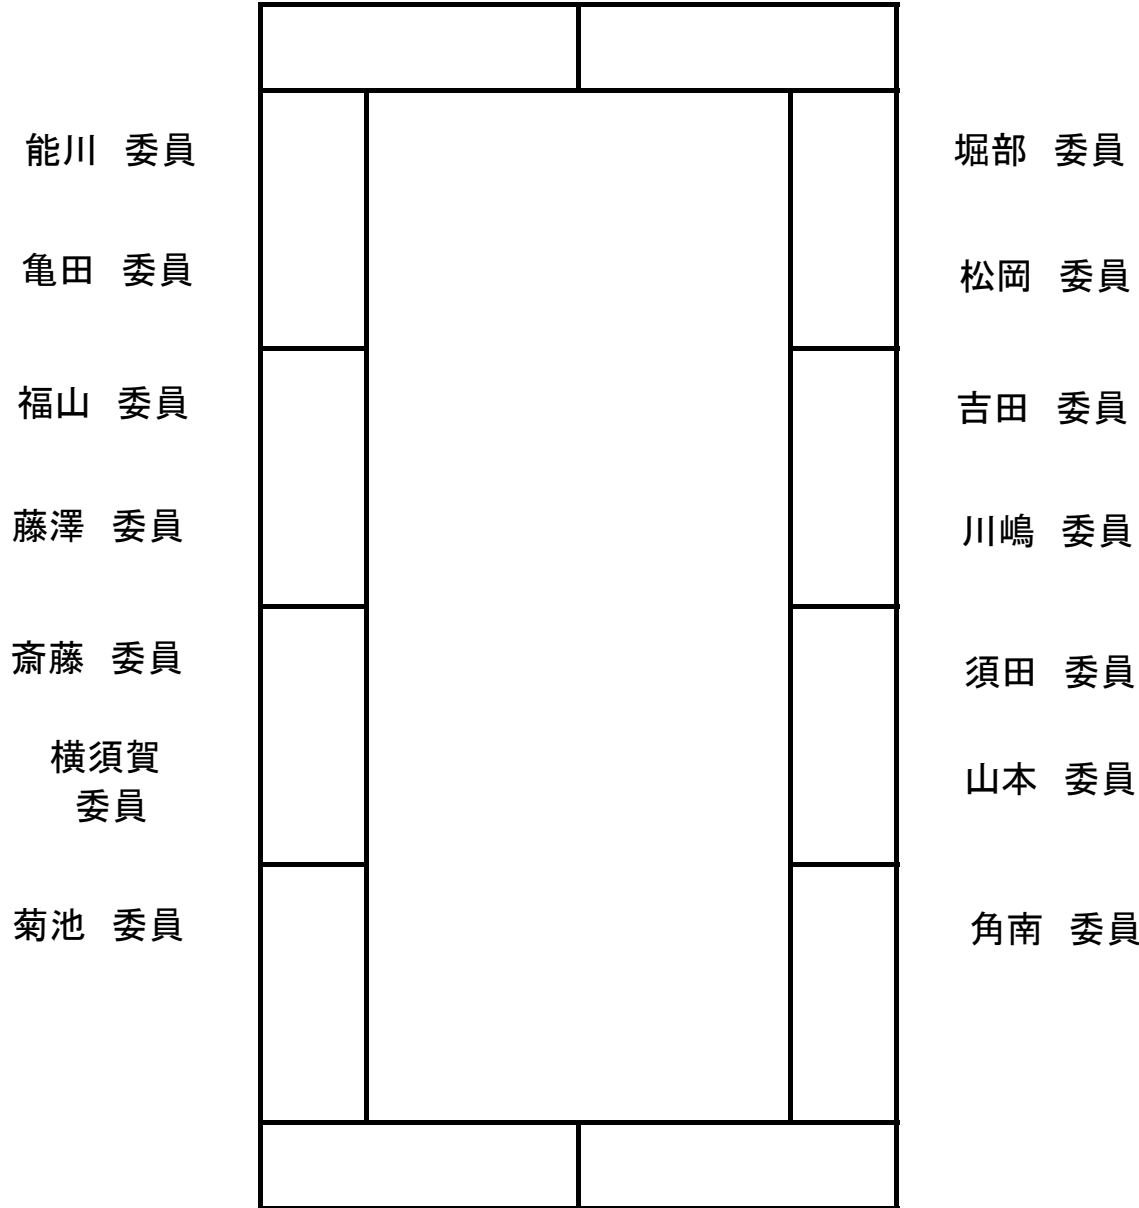 能川　委員
亀田　委員
福山　委員
藤澤　委員
斎藤　委員
横須賀
委員
菊池　委員
堀部　委員
松岡　委員
吉田　委員
川嶋　委員
須田　委員
山本　委員
角南　委員